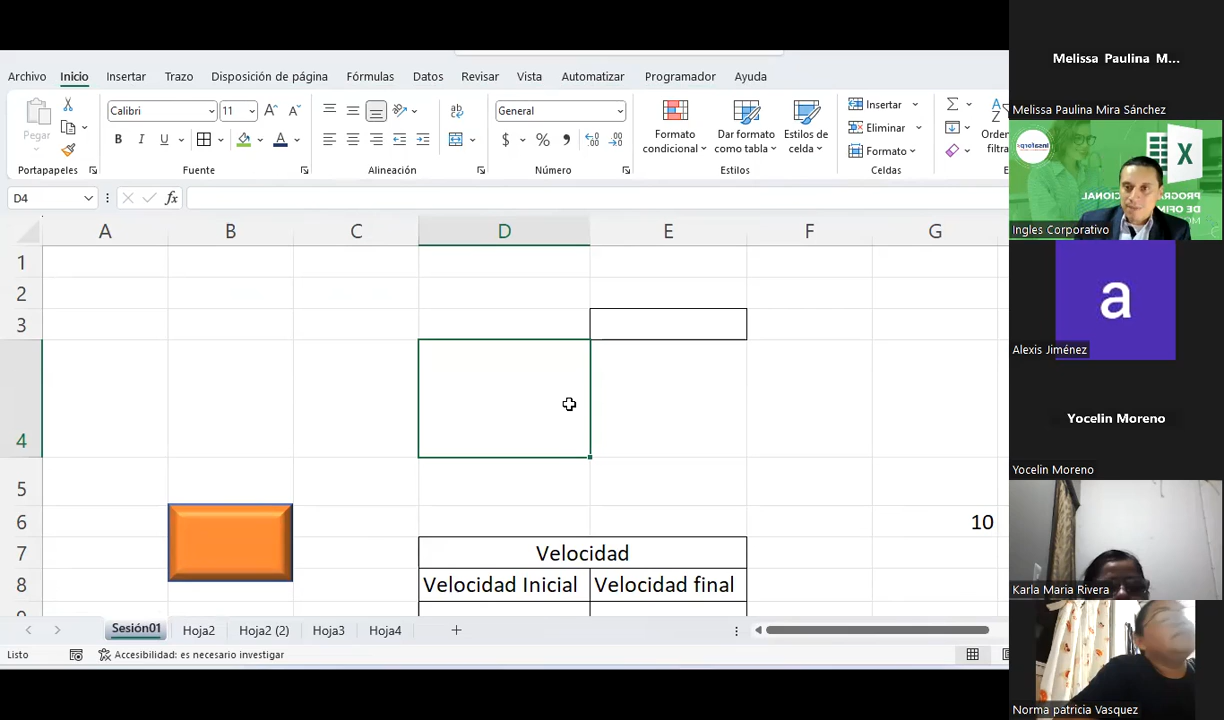 Archivo Inicio Insertar Trazo Disposición de página Fórmulas Datos Revisar Vista Automatizar Programador Ayuda
Pegar
Calibri 11
General
Formato condicional
Dar formato como tabla
Estilos de celda
Insertar
Eliminar
Formato
Portapapeles Fuente Alineación Número Estilos Celdas
D4
A B C D E F G
1
2
3
4
5
6 10
7 Velocidad
8 Velocidad Inicial Velocidad final
Sesión01 Hoja2 Hoja2 (2) Hoja3 Hoja4
Listo Accesibilidad: es necesario investigar
Melissa Paulina M...
Melissa Paulina Mira Sánchez
Ingles Corporativo
a
Alexis Jiménez
Yocelin Moreno
Yocelin Moreno
Karla Maria Rivera
Norma patricia Vasquez